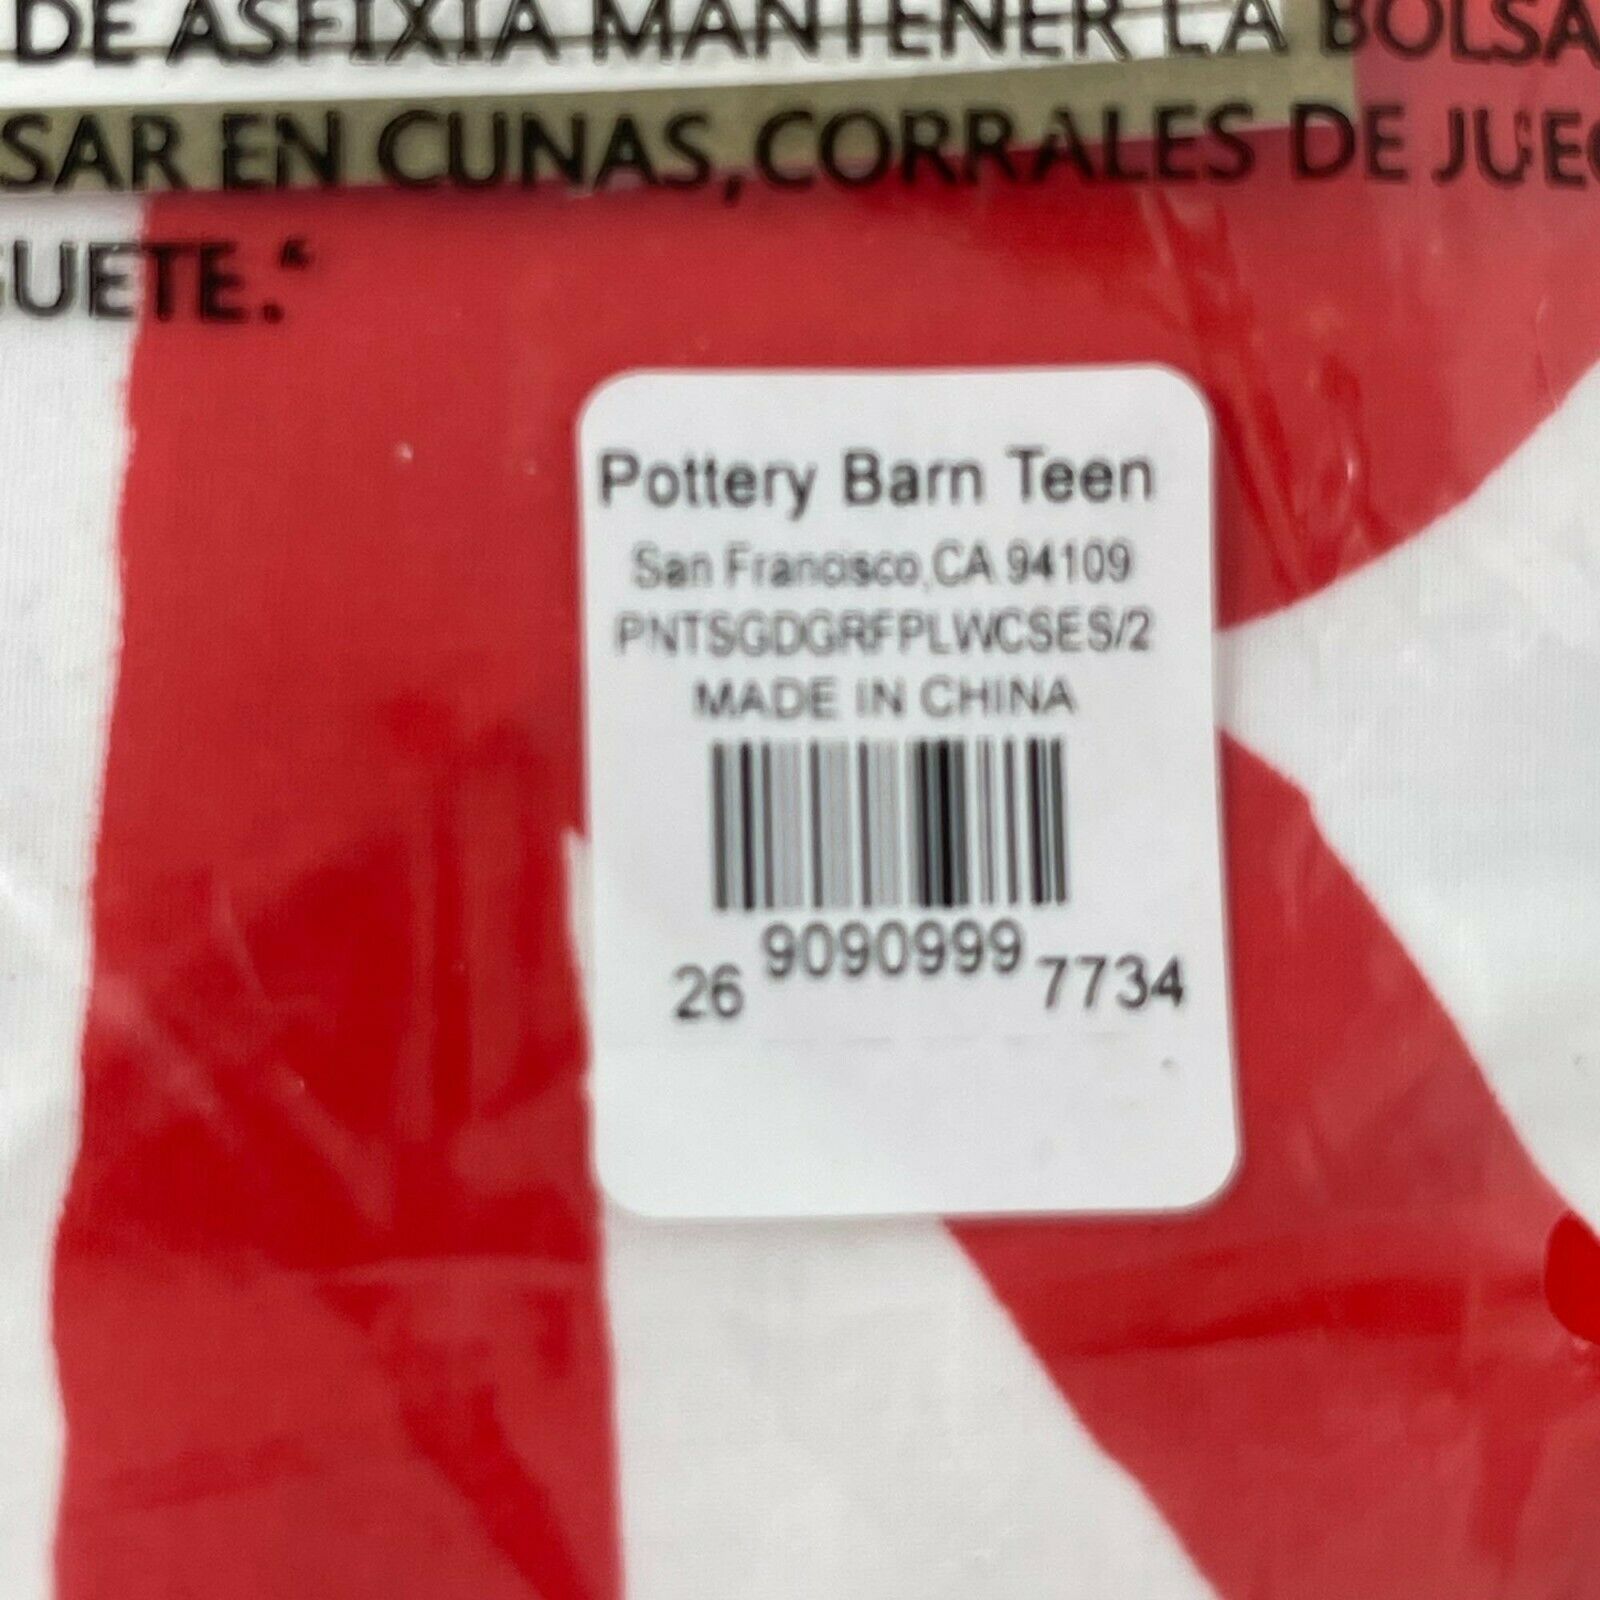 DE ASFIXIA MANTENER LA BOLSA
SAR EN CUNAS, CORRALES DE JUEG
GUETE."
Pottery Barn Teen
San Francisco, CA 94109
PNTSGDGRFPLWCSES/2
MADE IN CHINA
26 9090999 7734